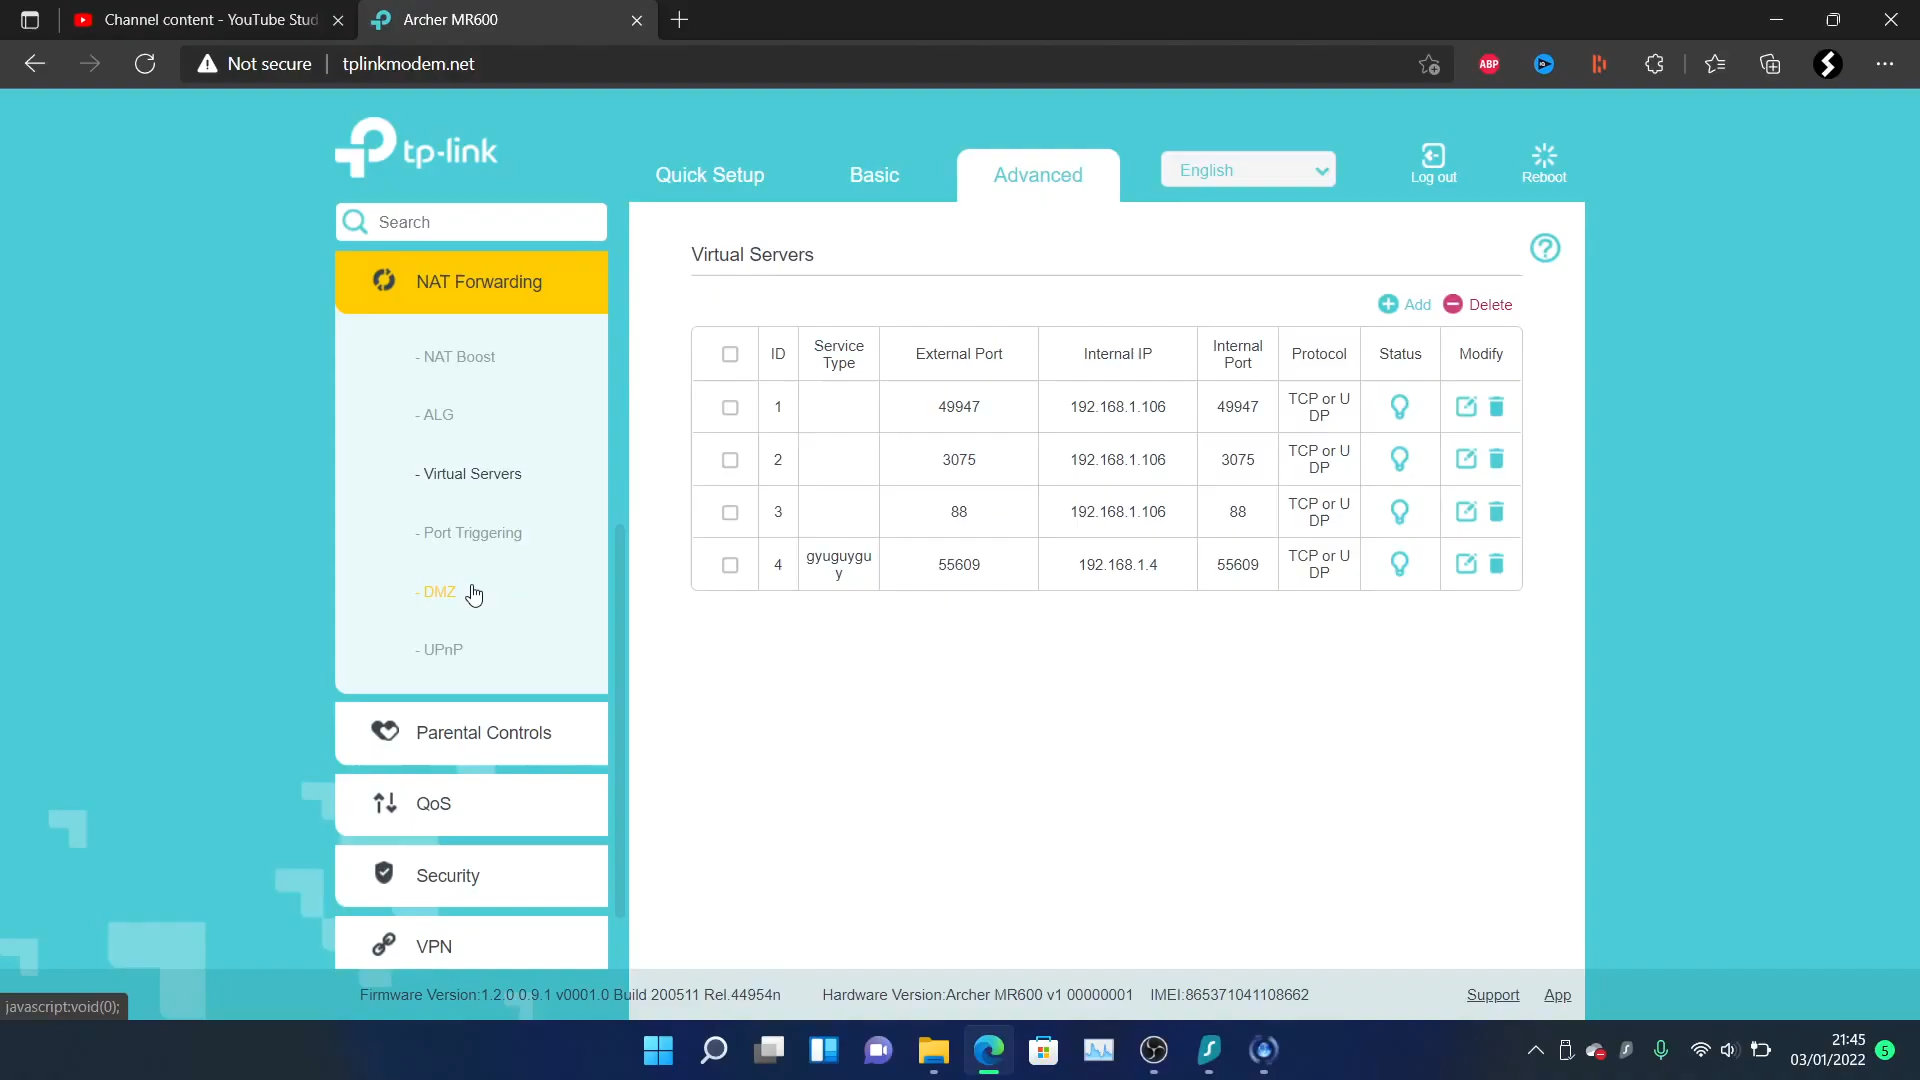 Channel content - YouTube Stud
Archer MR600
Not secure
tplinkmodem.net
ABP
tp-link
Quick Setup
Basic
Advanced
English
Log out
Reboot
Search
NAT Forwarding
- NAT Boost
- ALG
- Virtual Servers
- Port Triggering
- DMZ
- UPnP
Parental Controls
QoS
Security
VPN
Virtual Servers
Add
Delete
ID Service Type External Port Internal IP Internal Port Protocol Status Modify
1 49947 192.168.1.106 49947 TCP or U DP
2 3075 192.168.1.106 3075 TCP or U DP
3 88 192.168.1.106 88 TCP or U DP
4 gyuguygu y 55609 192.168.1.4 55609 TCP or U DP
Firmware Version:1.2.0 0.9.1 v0001.0 Build 200511 Rel.44954n
Hardware Version:Archer MR600 v1 00000001
IMEI:865371041108662
Support
App
javascript:void(0);
21:45
03/01/2022
5